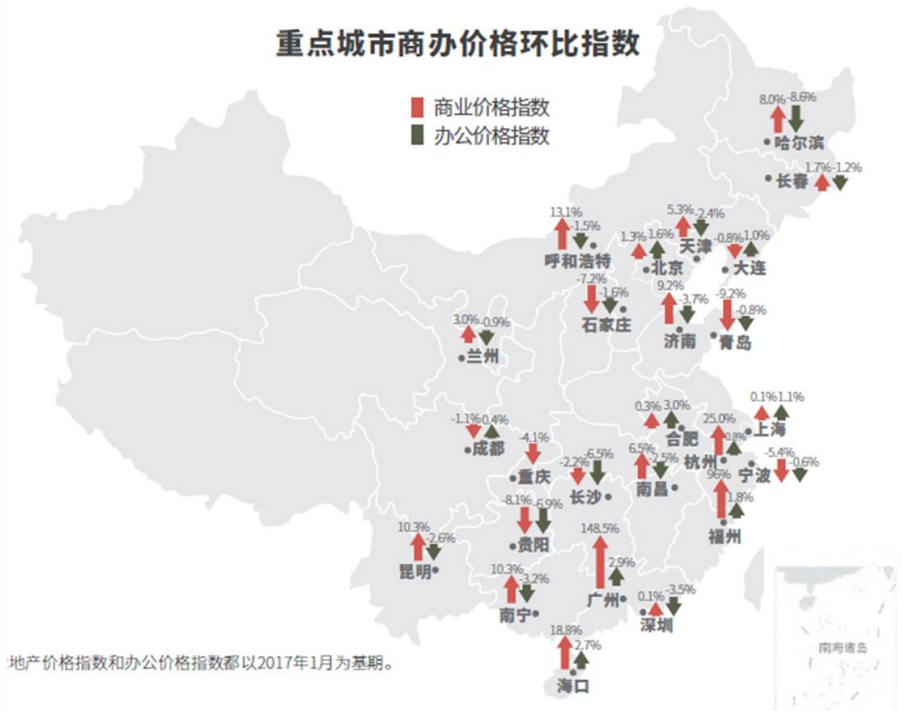 重点城市商办价格环比指数
商业价格指数
办公价格指数
8.0% -8.6%
哈尔滨
1.7% -1.2%
长春
13.1%
-1.5%
呼和浩特
1.3% 1.6%
北京
5.3% -2.4%
天津
-0.8% 1.0%
大连
-7.2%
-1.6%
石家庄
9.2%
-3.7%
济南
-9.2%
-0.8%
青岛
3.0% -0.9%
兰州
-1.1% 0.4%
成都
-4.1%
重庆
0.3% 3.0%
合肥
25.0%
0.8%
杭州
0.1% 1.1%
上海
-5.4%
-0.6%
宁波
-2.2% -6.5%
长沙
6.5%
-2.5%
南昌
96%
1.8%
福州
-8.1% -6.9%
贵阳
10.3%
-2.6%
昆明
10.3%
-3.2%
南宁
148.5%
2.9%
广州
0.1% -3.5%
深圳
18.8%
2.7%
海口
地产价格指数和办公价格指数都以2017年1月为基期。
南海诸岛